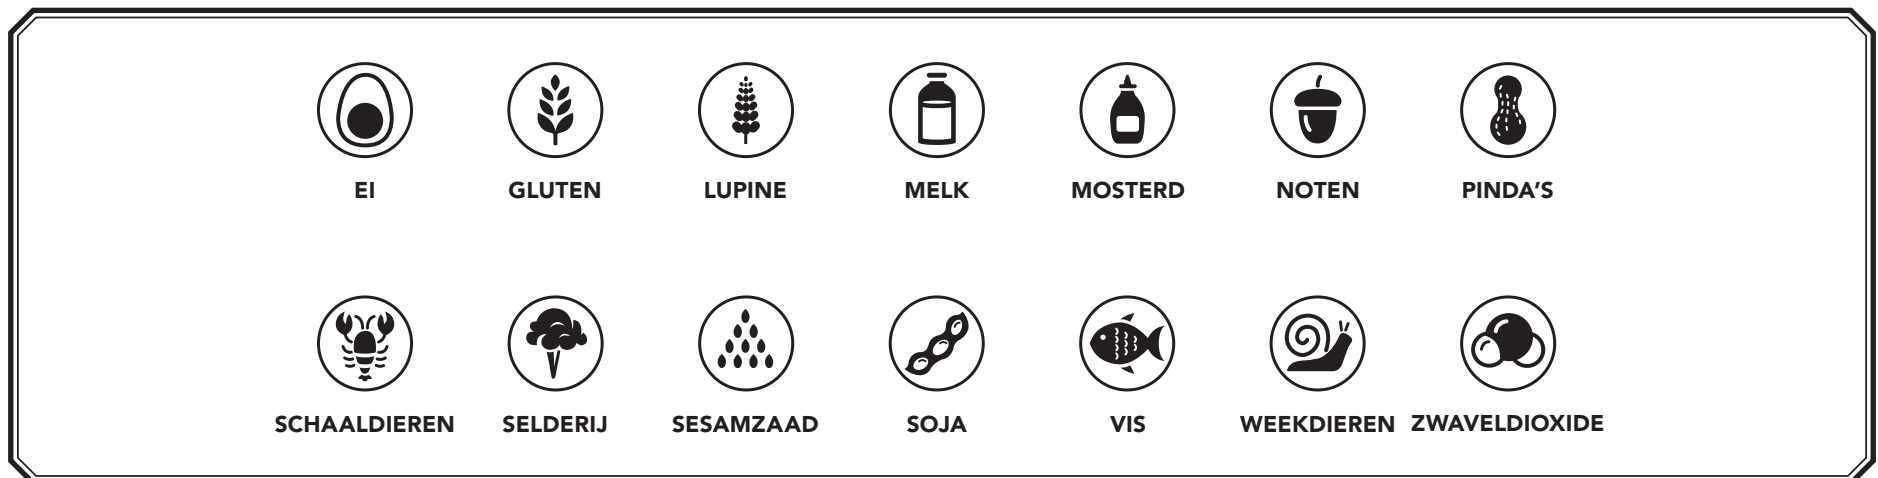 EI GLUTEN LUPINE MELK MOSTERD NOTEN PINDA’S
SCHAALDIEREN SELDERIJ SESAMZAAD SOJA VIS WEEKDIEREN ZWAVELDIOXIDE